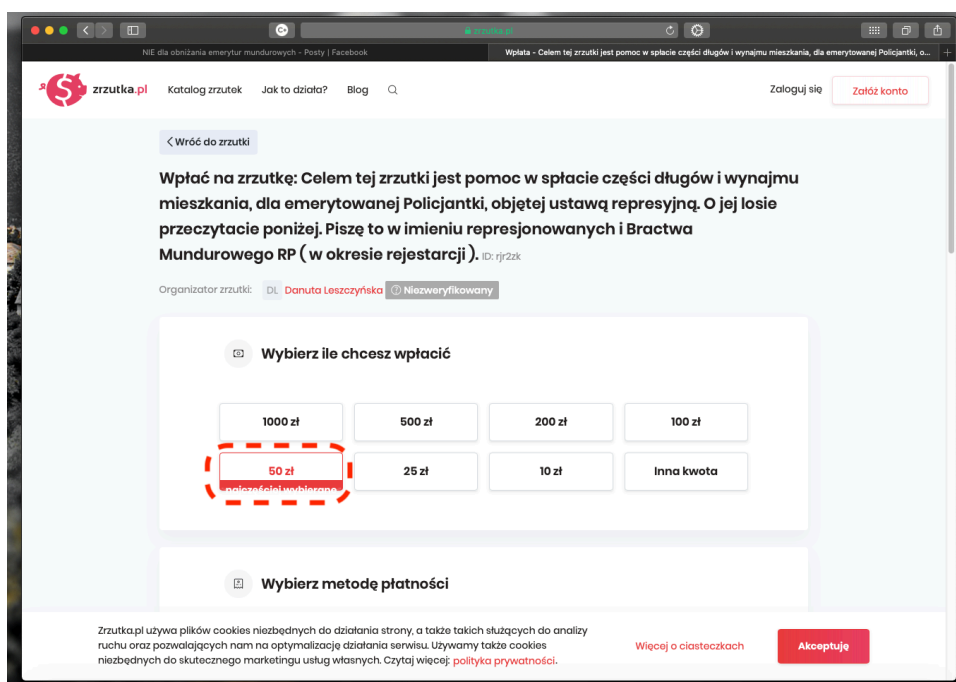 zrzutka.pl
NIE dla obniżania emerytur mundurowych - Posty | Facebook
Wpłata - Celem tej zrzutki jest pomoc w spłacie części długów i wynajmu mieszkania, dla emerytowanej Policjantki, o...
zrzutka.pl
Katalog zrzutek
Jak to działa?
Blog
Zaloguj się
Załóż konto
Wróć do zrzutki
Wpłać na zrzutkę: Celem tej zrzutki jest pomoc w spłacie części długów i wynajmu
mieszkania, dla emerytowanej Policjantki, objętej ustawą represyjną. O jej losie
przeczytacie poniżej. Piszę to w imieniu represjonowanych i Bractwa
Mundurowego RP ( w okresie rejestarcji ). ID: rjr2zk
Organizator zrzutki: DL Danuta Leszczyńska Niezweryfikowany
Wybierz ile chcesz wpłacić
1000 zł
500 zł
200 zł
100 zł
50 zł
najczęściej wybierane
25 zł
10 zł
Inna kwota
Wybierz metodę płatności
Zrzutka.pl używa plików cookies niezbędnych do działania strony, a także takich służących do analizy
ruchu oraz pozwalających nam na optymalizację działania serwisu. Używamy także cookies
niezbędnych do skutecznego marketingu usług własnych. Czytaj więcej: polityka prywatności.
Więcej o ciasteczkach
Akceptuję